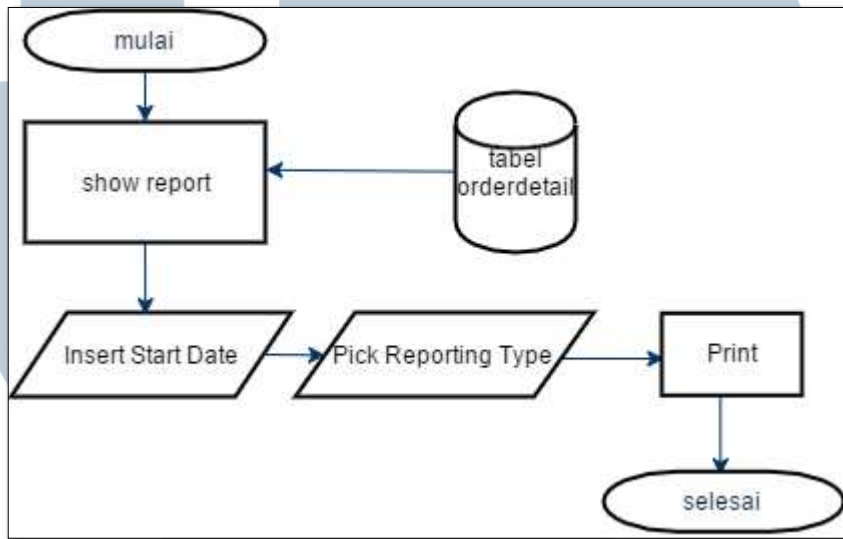 mulai
show report
tabel
orderdetail
Insert Start Date
Pick Reporting Type
Print
selesai